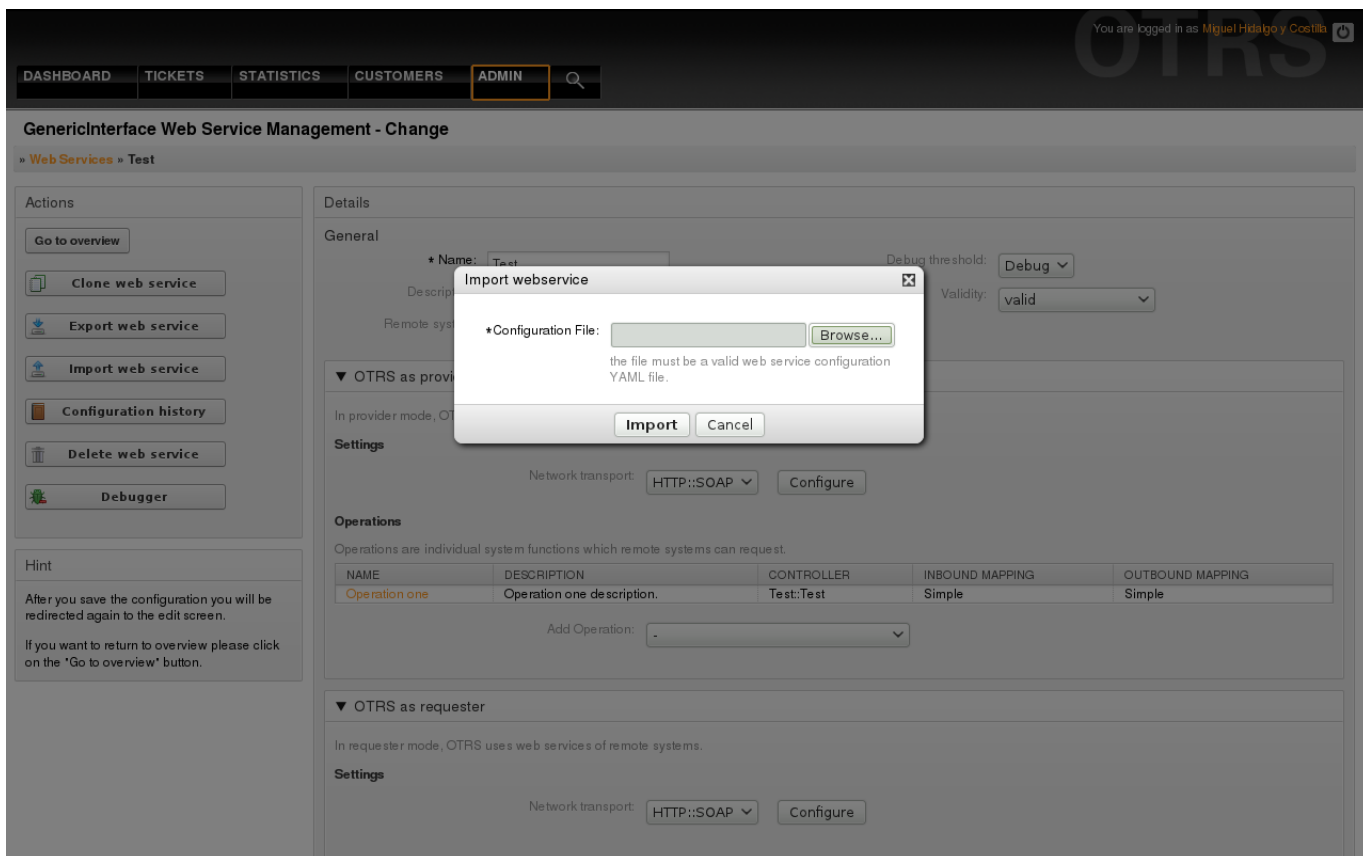 OTRS
You are logged in as Miguel Hidalgo y Costilla
DASHBOARD TICKETS STATISTICS CUSTOMERS ADMIN
GenericInterface Web Service Management - Change
» Web Services » Test
Actions
Go to overview
Clone web service
Export web service
Import web service
Configuration history
Delete web service
Debugger
Hint
After you save the configuration you will be
redirected again to the edit screen.
If you want to return to overview please click
on the "Go to overview" button.
Details
General
* Name: Test
Descrip
Remote syst
Debug threshold: Debug
Validity: valid
Import webservice
*Configuration File: Browse...
the file must be a valid web service configuration
YAML file.
Import Cancel
▼ OTRS as provi
In provider mode, OT
Settings
Network transport: HTTP::SOAP Configure
Operations
Operations are individual system functions which remote systems can request.
NAME DESCRIPTION CONTROLLER INBOUND MAPPING OUTBOUND MAPPING
Operation one Operation one description. Test::Test Simple Simple
Add Operation: -
▼ OTRS as requester
In requester mode, OTRS uses web services of remote systems.
Settings
Network transport: HTTP::SOAP Configure